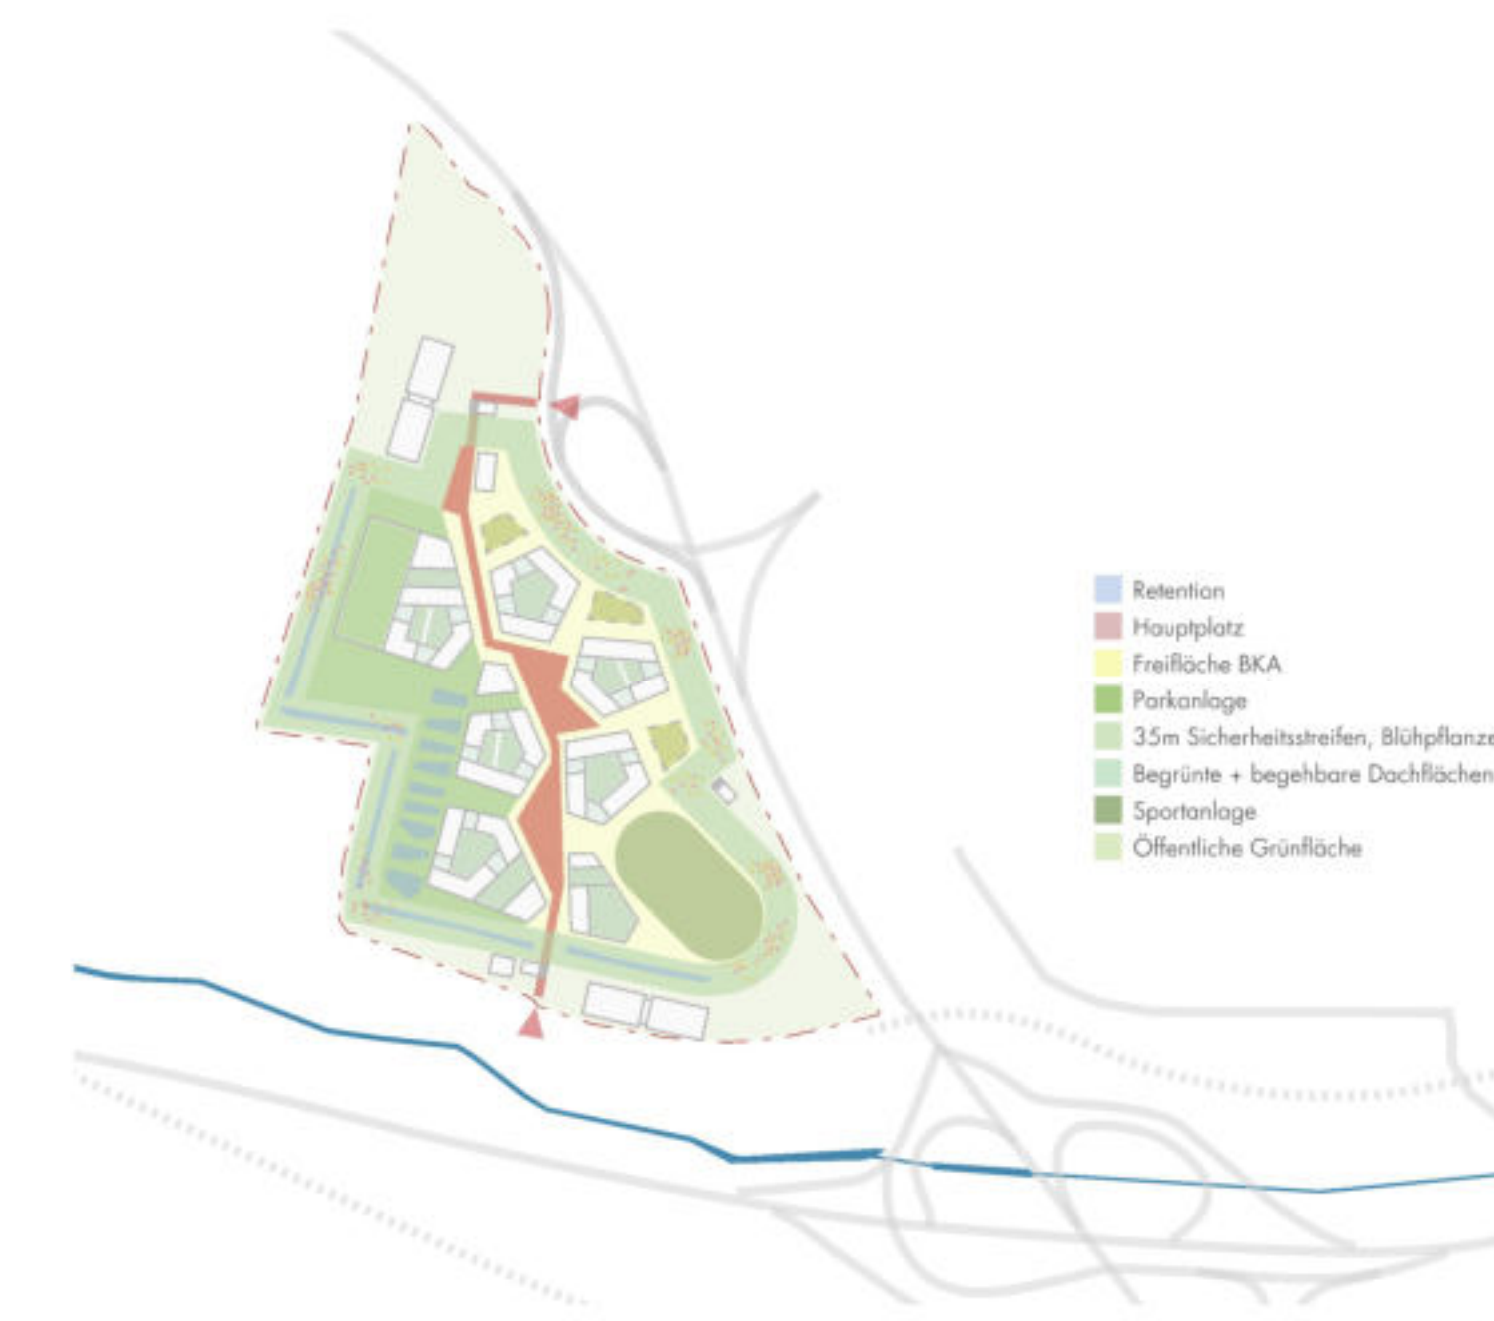 Retention
Hauptplatz
Freifläche BKA
Parkanlage
35m Sicherheitsstreifen, Blühpflanze
Begrünte + begehbare Dachflächen
Sportanlage
Öffentliche Grünfläche